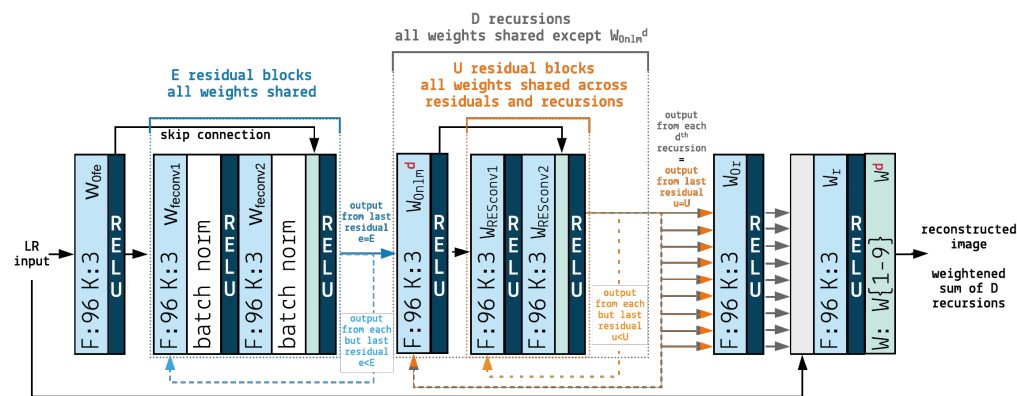 D recursions
all weights shared except W0nlm^d
E residual blocks
all weights shared
U residual blocks
all weights shared across
residuals and recursions
skip connection
LR
input
F:96 K:3 W0fe
RELU
F:96 K:3 Wfeconv1
batch norm
RELU
F:96 K:3 Wfeconv2
batch norm
RELU
output
from last
residual
e=E
output
from each
but last
residual
e<E
F:96 K:3 W0nlm^d
RELU
F:96 K:3 WRESconv1
RELU
F:96 K:3 WRESconv2
RELU
output
from each
but last
residual
u<U
output
from each
dth
recursion
=
output
from last
residual
u=U
F:96 K:3 W0r
RELU
F:96 K:3 Wr
RELU
W: W{1-9} W^d
reconstructed
image
weightened
sum of D
recursions